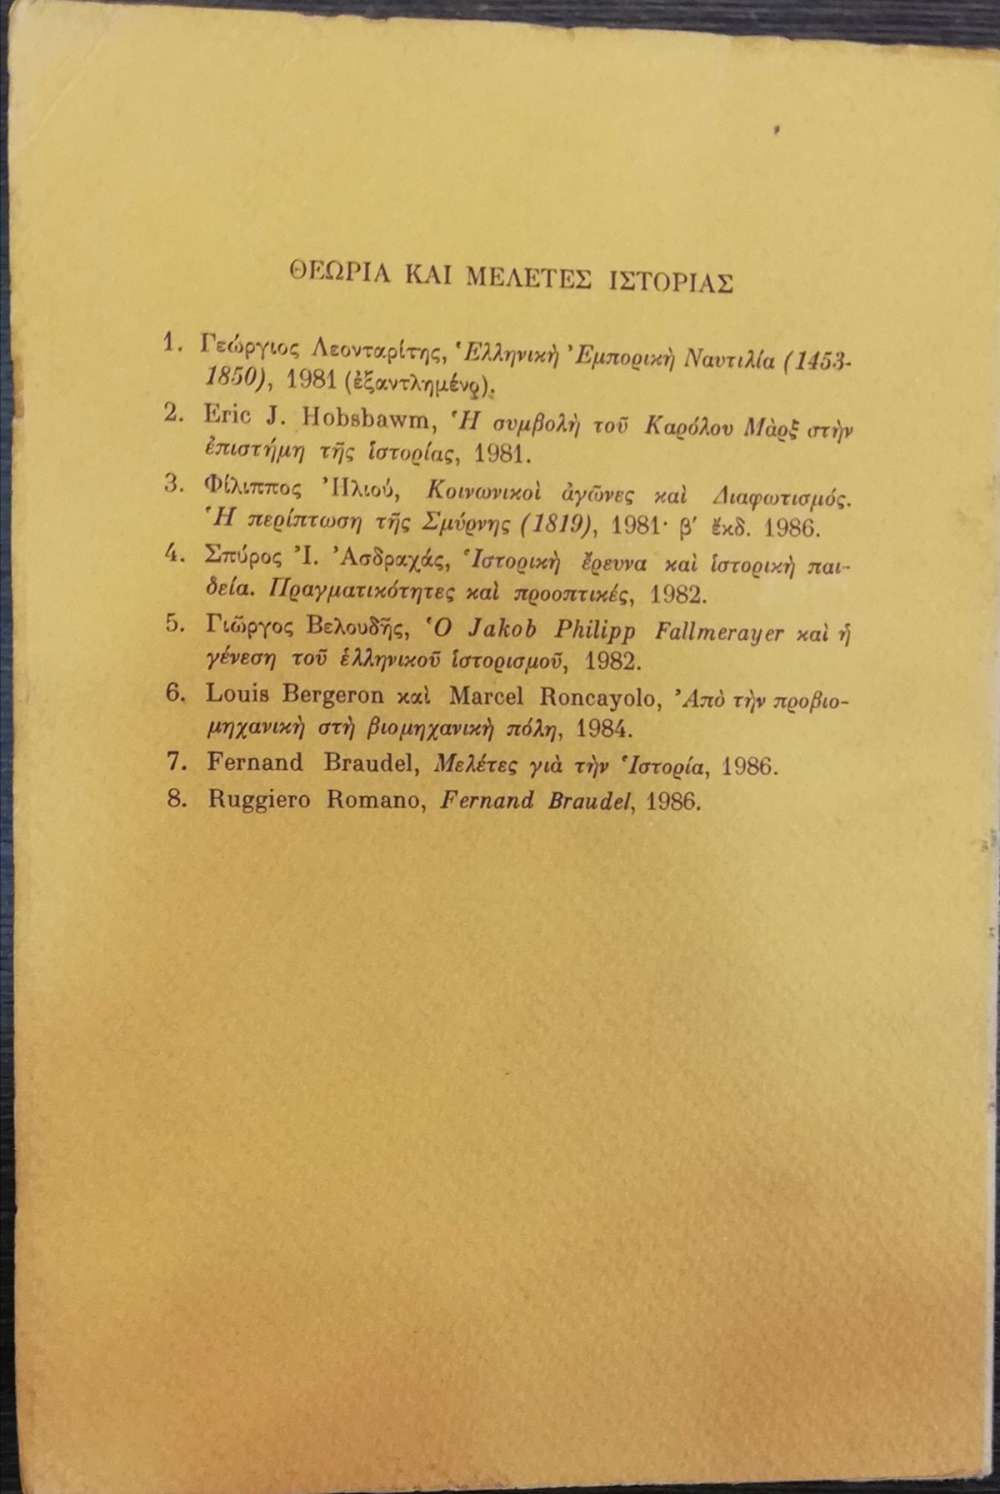 ΘΕΩΡΙΑ ΚΑΙ ΜΕΛΕΤΕΣ ΙΣΤΟΡΙΑΣ
1. Γεώργιος Λεονταρίτης, Ἑλληνικὴ Ἐμπορικὴ Ναυτιλία (1453-
1850), 1981 (ἐξαντλημένο).
2. Eric J. Hobsbawm, Ἡ συμβολὴ τοῦ Καρόλου Μὰρξ στὴν
ἐπιστήμη τῆς ἱστορίας, 1981.
3. Φίλιππος Ἠλιού, Κοινωνικοὶ ἀγῶνες καὶ Διαφωτισμός.
Ἡ περίπτωση τῆς Σμύρνης (1819), 1981· β′ ἔκδ. 1986.
4. Σπύρος Ἰ. Ἀσδραχάς, Ἱστορικὴ ἔρευνα καὶ ἱστορικὴ παι-
δεία. Πραγματικότητες καὶ προοπτικές, 1982.
5. Γιῶργος Βελουδῆς, Ὁ Jakob Philipp Fallmerayer καὶ ἡ
γένεση τοῦ ἑλληνικοῦ ἱστορισμοῦ, 1982.
6. Louis Bergeron καὶ Marcel Roncayolo, Ἀπὸ τὴν προβιο-
μηχανικὴ στὴ βιομηχανικὴ πόλη, 1984.
7. Fernand Braudel, Μελέτες γιὰ τὴν Ἱστορία, 1986.
8. Ruggiero Romano, Fernand Braudel, 1986.